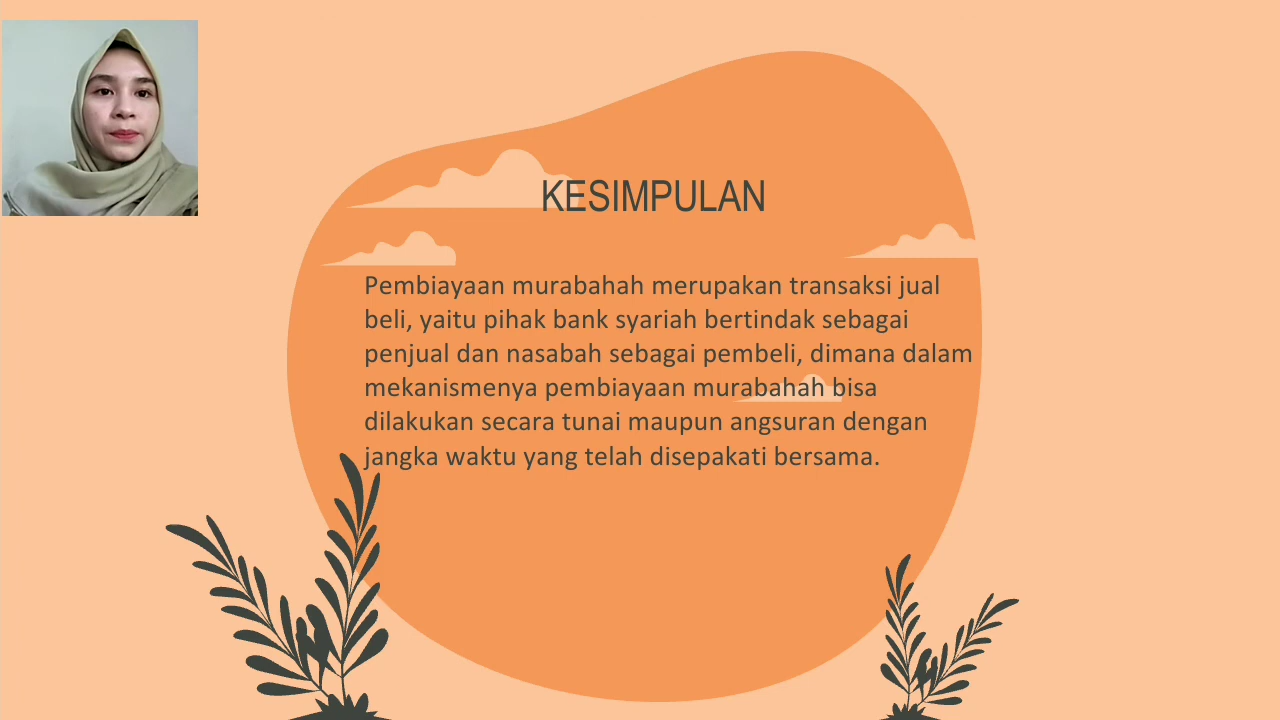 KESIMPULAN
Pembiayaan murabahah merupakan transaksi jual
beli, yaitu pihak bank syariah bertindak sebagai
penjual dan nasabah sebagai pembeli, dimana dalam
mekanismenya pembiayaan murabahah bisa
dilakukan secara tunai maupun angsuran dengan
jangka waktu yang telah disepakati bersama.